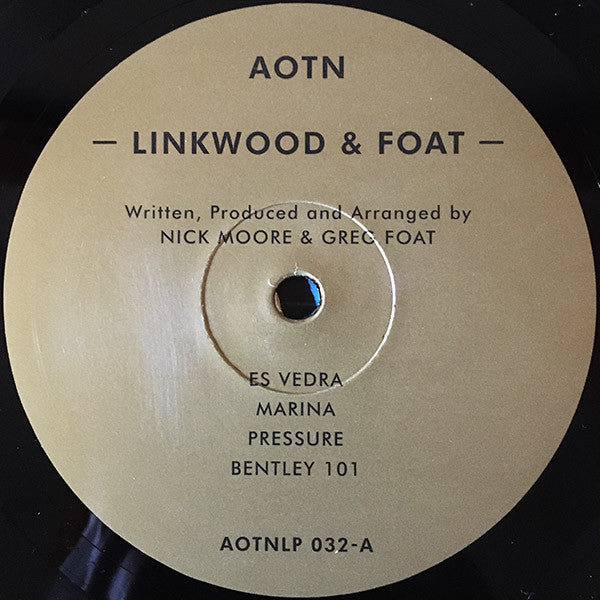 AOTN
— LINKWOOD & FOAT —
Written, Produced and Arranged by
NICK MOORE & GREG FOAT
ES VEDRA
MARINA
PRESSURE
BENTLEY 101
AOTNLP 032-A